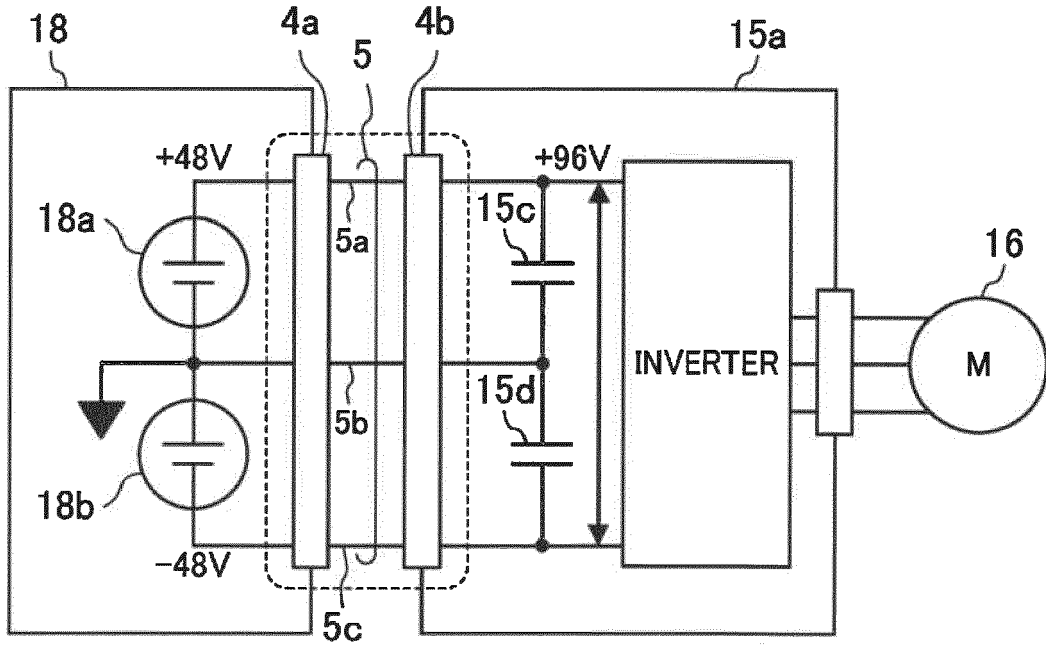 18
4a
5
4b
15a
+48V
+96V
18a
5a
15c
16
INVERTER
M
5b
15d
18b
−48V
5c